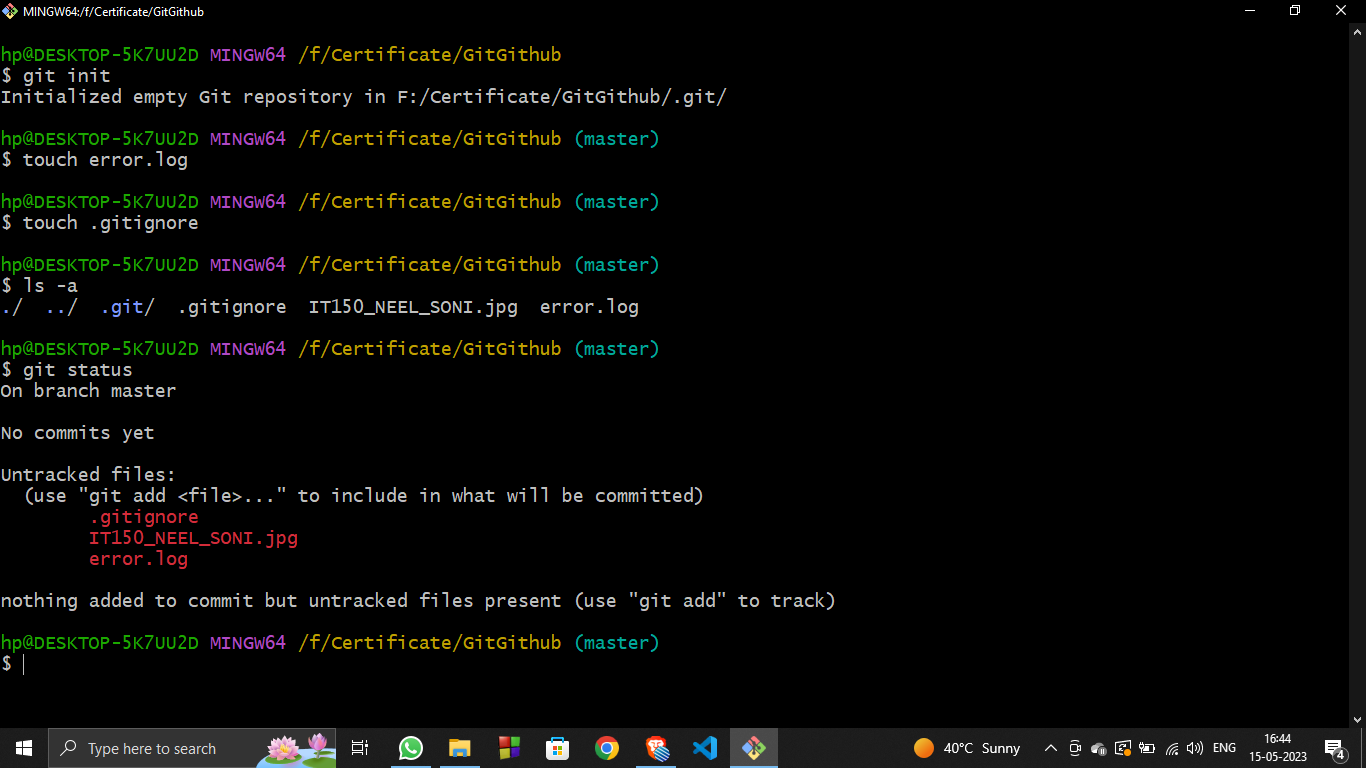 MINGW64:/f/Certificate/GitGithub
hp@DESKTOP-5K7UU2D MINGW64 /f/Certificate/GitGithub
$ git init
Initialized empty Git repository in F:/Certificate/GitGithub/.git/
hp@DESKTOP-5K7UU2D MINGW64 /f/Certificate/GitGithub (master)
$ touch error.log
hp@DESKTOP-5K7UU2D MINGW64 /f/Certificate/GitGithub (master)
$ touch .gitignore
hp@DESKTOP-5K7UU2D MINGW64 /f/Certificate/GitGithub (master)
$ ls -a
./  ../  .git/  .gitignore  IT150_NEEL_SONI.jpg  error.log
hp@DESKTOP-5K7UU2D MINGW64 /f/Certificate/GitGithub (master)
$ git status
On branch master
No commits yet
Untracked files:
  (use "git add <file>..." to include in what will be committed)
        .gitignore
        IT150_NEEL_SONI.jpg
        error.log
nothing added to commit but untracked files present (use "git add" to track)
hp@DESKTOP-5K7UU2D MINGW64 /f/Certificate/GitGithub (master)
$
Type here to search
40°C Sunny
ENG
16:44
15-05-2023
4